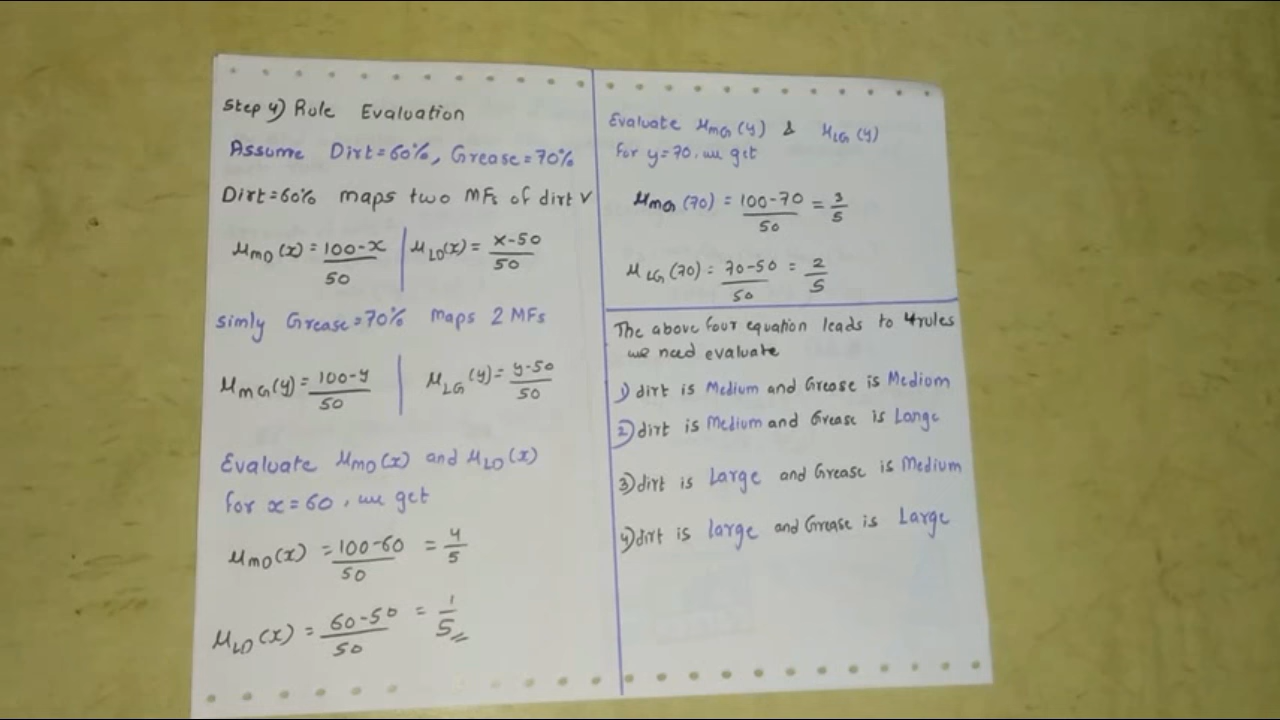 Step 4) Rule Evaluation
Assume Dirt=60%, Grease=70%
Dirt=60% maps two MFs of dirt V
μmD(x) = 100-x/50 | μLD(x) = x-50/50
simly Grease=70% maps 2 MFs
μmG(y) = 100-y/50 | μLG(y) = y-50/50
Evaluate μmD(x) and μLD(x)
for x=60, we get
μmD(x) = 100-60/50 = 4/5
μLD(x) = 60-50/50 = 1/5
Evaluate μmG(y) & μLG(y)
for y=70, we get
μmG(70) = 100-70/50 = 3/5
μLG(70) = 70-50/50 = 2/5
The above four equation leads to 4 rules
we need evaluate
1) dirt is Medium and Grease is Medium
2) dirt is Medium and Grease is Large
3) dirt is Large and Grease is Medium
4) dirt is large and Grease is Large